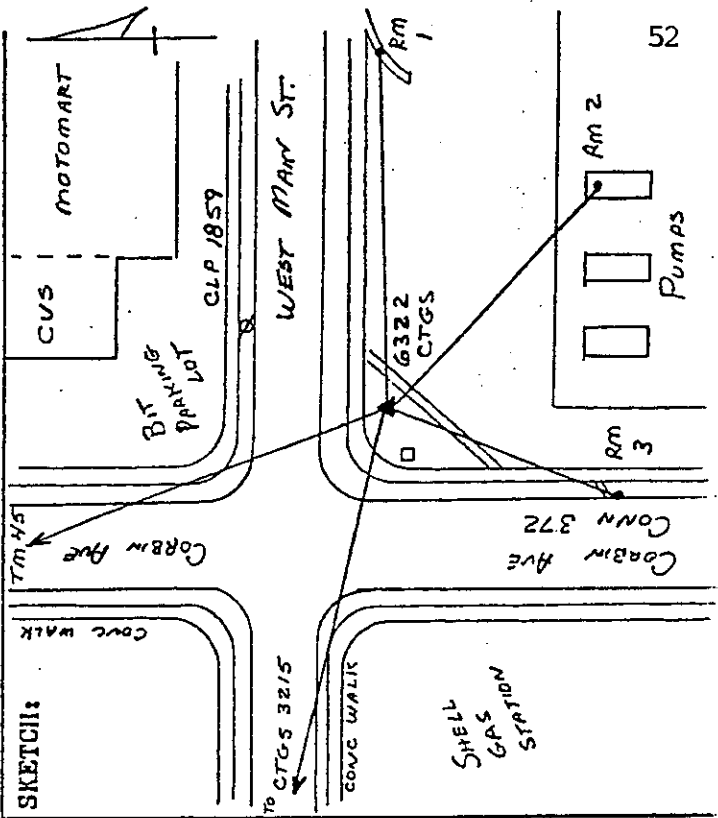 52
SKETCH:
MOTOMART
CVS
BIT
PARKING
LOT
CLP 1859
WEST MAIN ST.
RM
1
RM 2
PUMPS
6322
CTGS
RM
3
TM 45
CORBIN AVE
CONC WALK
TO CTGS 3215
CONC WALK
SHELL
GAS
STATION
CONN 372
CORBIN AVE